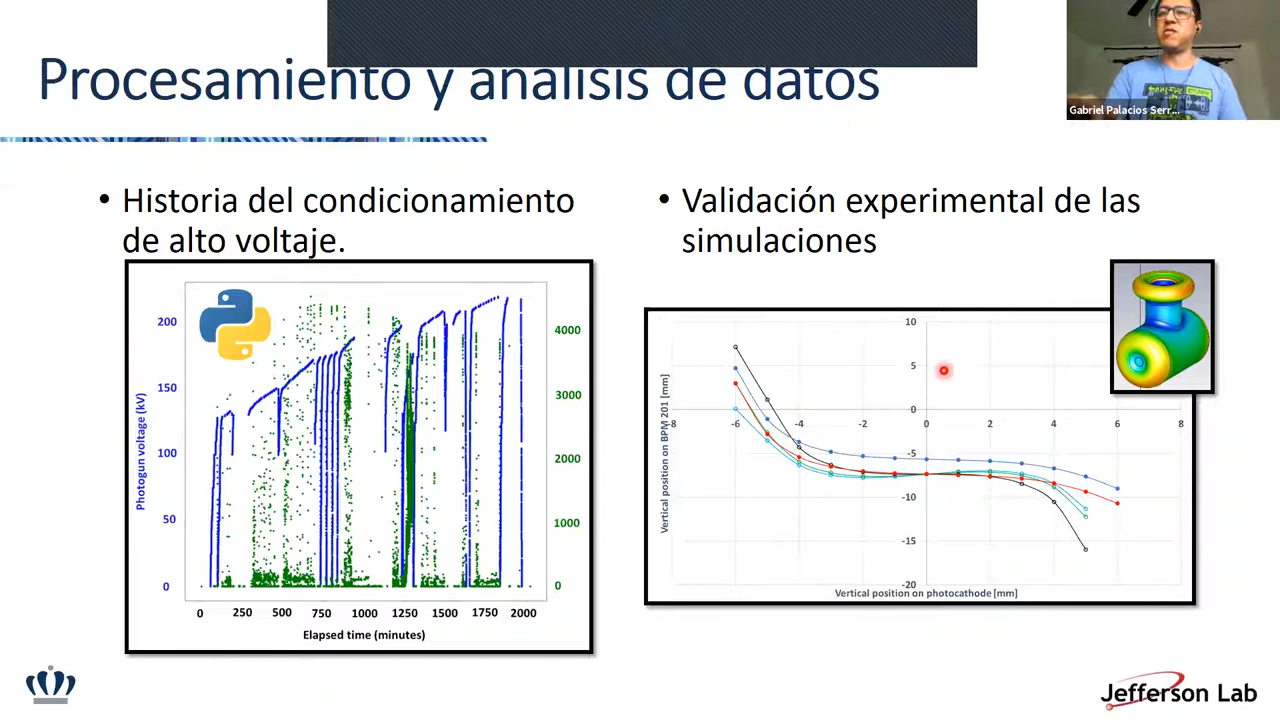 Procesamiento y análisis de datos
Gabriel Palacios Serr...
• Historia del condicionamiento
de alto voltaje.
• Validación experimental de las
simulaciones
200
150
100
50
0
Photogun voltage (kV)
4000
3000
2000
1000
0
0 250 500 750 1000 1250 1500 1750 2000
Elapsed time (minutes)
10
5
0
-5
-10
-15
-20
-8 -6 -4 -2 0 2 4 6 8
Vertical position on BPM 201 [mm]
Vertical position on photocathode [mm]
Jefferson Lab